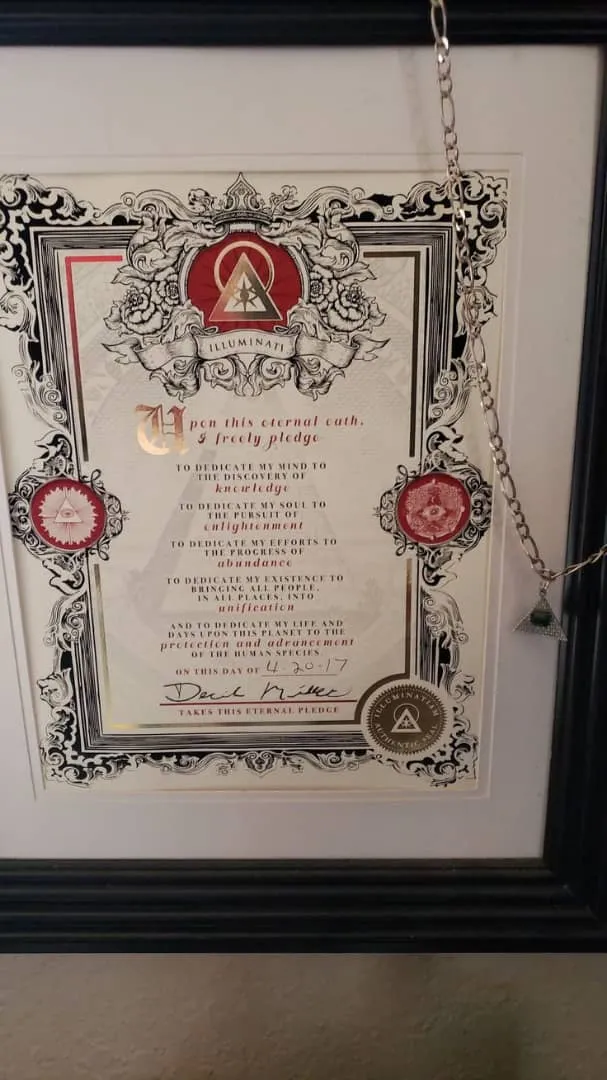 ILLUMINATI
Upon this eternal oath,
I freely pledge
TO DEDICATE MY MIND TO
THE DISCOVERY OF
knowledge
TO DEDICATE MY SOUL TO
THE PURSUIT OF
enlightenment
TO DEDICATE MY EFFORTS TO
THE PROGRESS OF
abundance
TO DEDICATE MY EXISTENCE TO
BRINGING ALL PEOPLE,
IN ALL PLACES, INTO
unification
AND TO DEDICATE MY LIFE AND
DAYS UPON THIS PLANET TO THE
protection and advancement
OF THE HUMAN SPECIES.
ON THIS DAY OF 4-20-17
TAKES THIS ETERNAL PLEDGE
AUTHENTIC